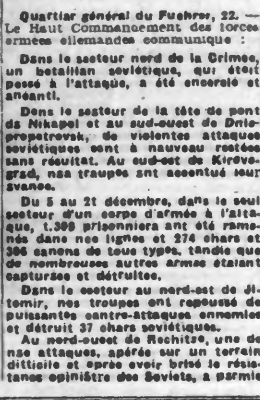 Quartier général du Fuehrer, 22. —
Le Haut Commandement des forces
armées allemandes communique :
Dans le secteur nord de la Crimée,
un bataillon soviétique, qui était
passé à l'attaque, a été encerclé et
anéanti.
Dans le secteur de la tête de pont
de Nikopol et au sud-ouest de Dnie-
propetrovsk, de violentes attaques
soviétiques sont à nouveau restées
sans résultat. Au sud-est de Kirovo-
grad, nos troupes ont accentué leur
avance.
Du 5 au 21 décembre, dans le seul
secteur d'un corps d'armée à l'atta-
que, 1.399 prisonniers ont été rame-
nés dans nos lignes et 274 chars et
306 canons de tous types, tandis que
de nombreuses autres armes étaient
capturées et détruites.
Dans le secteur au nord-est de Ji-
tomir, nos troupes ont repoussé de
puissantes contre-attaques ennemies
et détruit 37 chars soviétiques.
Au nord-ouest de Rechitza, une de
nos attaques, opérée sur un terrain
difficile et après avoir brisé la résis-
tance opiniâtre des Soviets, a permis